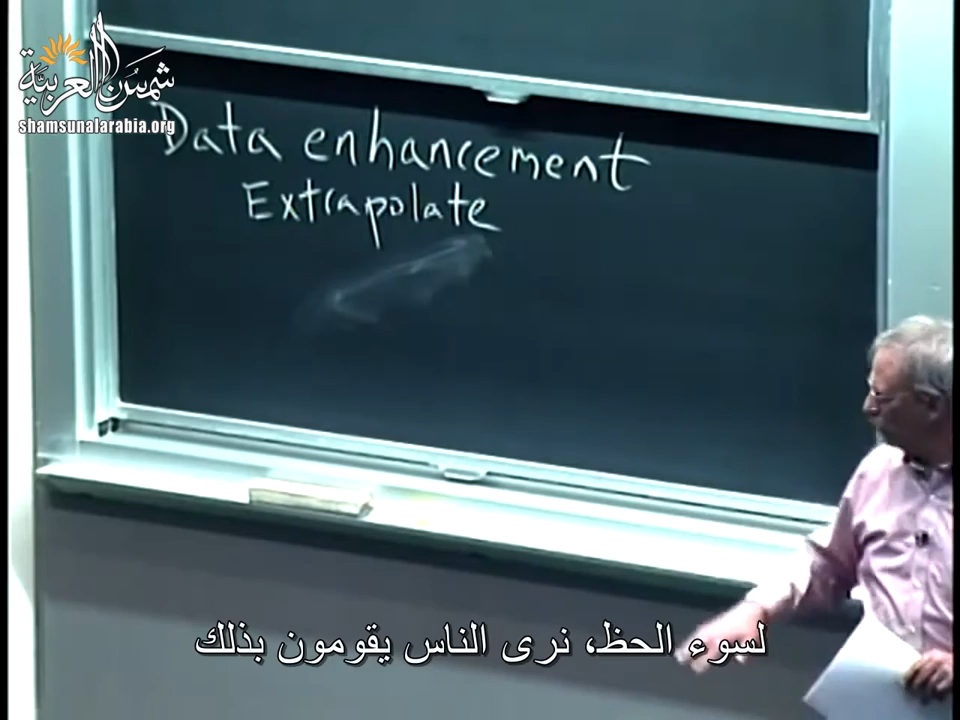 شمس العربية
shamsunalarabia.org
Data enhancement
Extrapolate
لسوء الحظ، نرى الناس يقومون بذلك